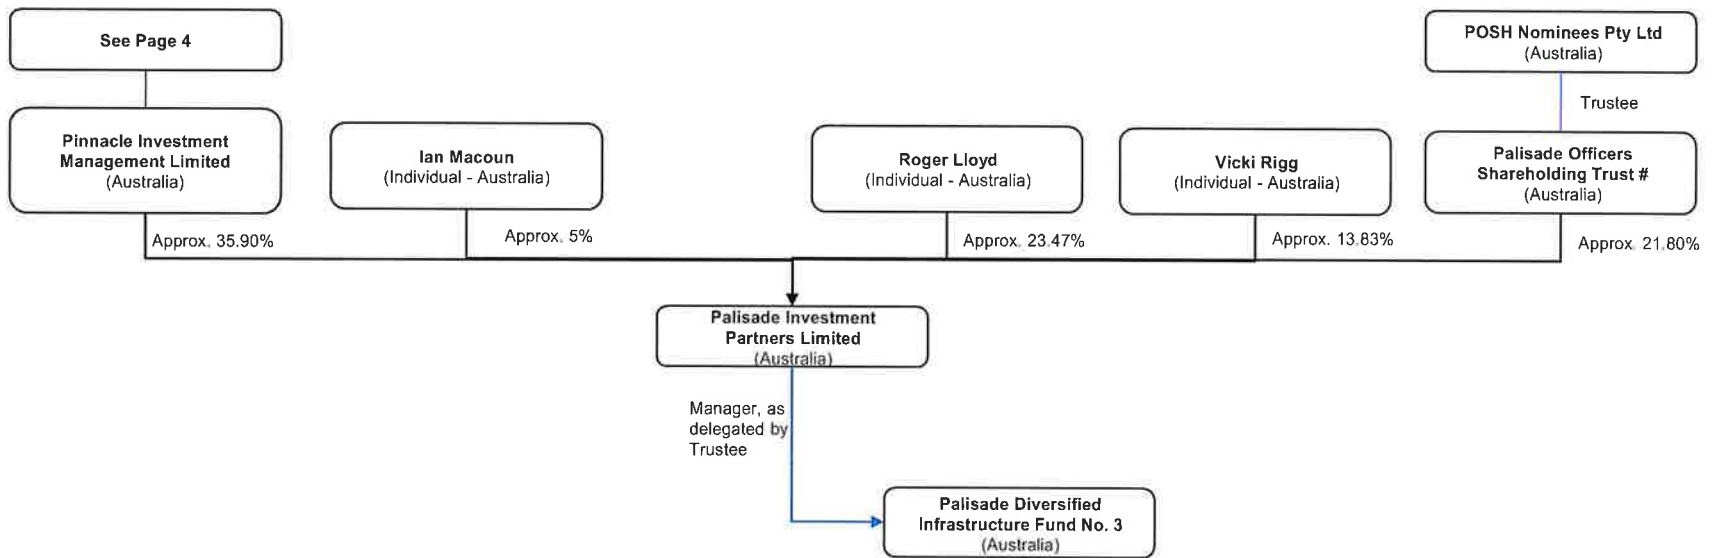 See Page 4
POSH Nominees Pty Ltd
(Australia)
Trustee
Pinnacle Investment
Management Limited
(Australia)
Ian Macoun
(Individual - Australia)
Roger Lloyd
(Individual - Australia)
Vicki Rigg
(Individual - Australia)
Palisade Officers
Shareholding Trust #
(Australia)
Approx. 35.90%
Approx. 5%
Approx. 23.47%
Approx. 13.83%
Approx. 21.80%
Palisade Investment
Partners Limited
(Australia)
Manager, as
delegated by
Trustee
Palisade Diversified
Infrastructure Fund No. 3
(Australia)